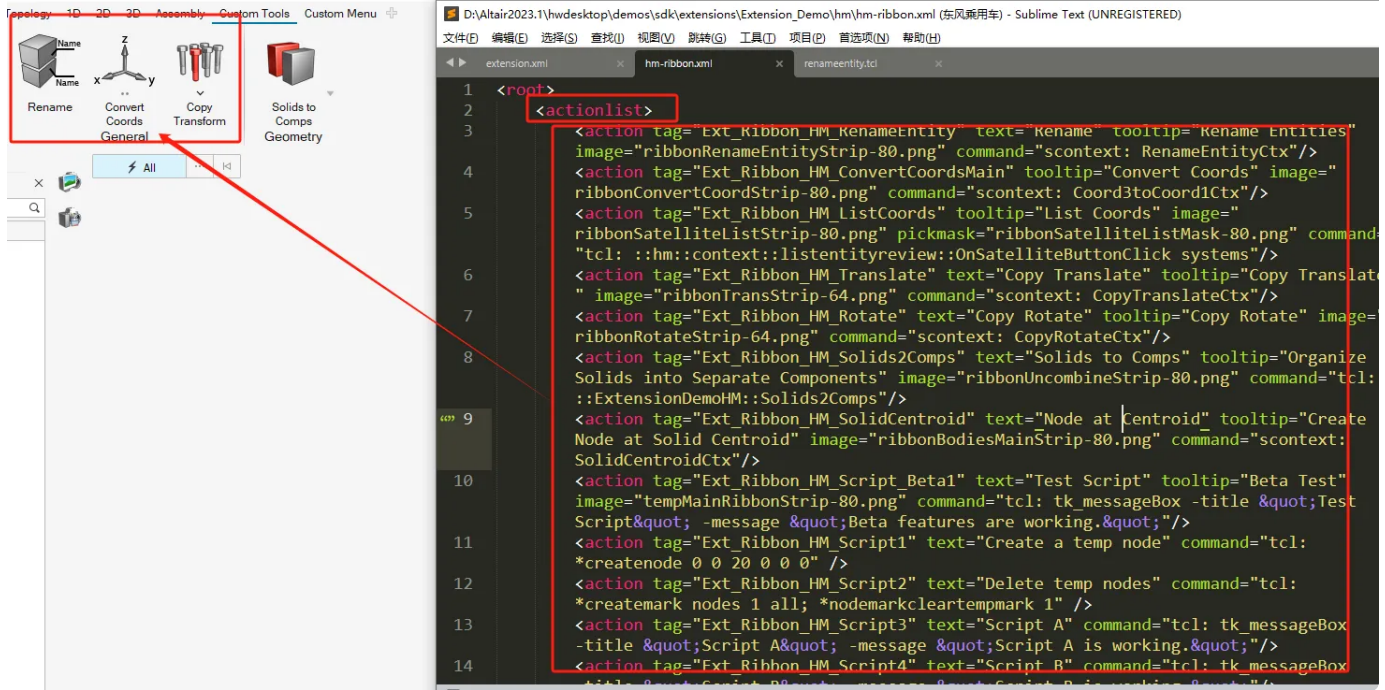 Topology 1D 2D 3D Assembly Custom Tools Custom Menu
Name
Name
Z
X
y
Rename
Convert Coords
Copy Transform
General
Solids to Comps
Geometry
All
D:\Altair2023.1\hwdesktop\demos\sdk\extensions\Extension_Demo\hm\hm-ribbon.xml (东风乘用车) - Sublime Text (UNREGISTERED)
文件(F) 编辑(E) 选择(S) 查找(I) 视图(V) 跳转(G) 工具(T) 项目(P) 首选项(N) 帮助(H)
extension.xml × hm-ribbon.xml × renameentity.tcl ×
1 <root>
2 <actionlist>
3 <action tag="Ext_Ribbon_HM_RenameEntity" text="Rename" tooltip="Rename Entities"
image="ribbonRenameEntityStrip-80.png" command="scontext: RenameEntityCtx"/>
4 <action tag="Ext_Ribbon_HM_ConvertCoordsMain" tooltip="Convert Coords" image="
ribbonConvertCoordStrip-80.png" command="scontext: Coord3toCoord1Ctx"/>
5 <action tag="Ext_Ribbon_HM_ListCoords" tooltip="List Coords" image="
ribbonSatelliteListStrip-80.png" pickmask="ribbonSatelliteListMask-80.png" command=
"tcl: ::hm::context::listentityreview::OnSatelliteButtonClick systems"/>
6 <action tag="Ext_Ribbon_HM_Translate" text="Copy Translate" tooltip="Copy Translate
" image="ribbonTransStrip-64.png" command="scontext: CopyTranslateCtx"/>
7 <action tag="Ext_Ribbon_HM_Rotate" text="Copy Rotate" tooltip="Copy Rotate" image="
ribbonRotateStrip-64.png" command="scontext: CopyRotateCtx"/>
8 <action tag="Ext_Ribbon_HM_Solids2Comps" text="Solids to Comps" tooltip="Organize
Solids into Separate Components" image="ribbonUncombineStrip-80.png" command="tcl:
::ExtensionDemoHM::Solids2Comps"/>
9 <action tag="Ext_Ribbon_HM_SolidCentroid" text="Node at Centroid" tooltip="Create
Node at Solid Centroid" image="ribbonBodiesMainStrip-80.png" command="scontext:
SolidCentroidCtx"/>
10 <action tag="Ext_Ribbon_HM_Script_Beta1" text="Test Script" tooltip="Beta Test"
image="tempMainRibbonStrip-80.png" command="tcl: tk_messageBox -title &quot;Test
Script&quot; -message &quot;Beta features are working.&quot;"/>
11 <action tag="Ext_Ribbon_HM_Script1" text="Create a temp node" command="tcl:
*createnode 0 0 20 0 0 0" />
12 <action tag="Ext_Ribbon_HM_Script2" text="Delete temp nodes" command="tcl:
*createmark nodes 1 all; *nodemarkcleartempmark 1" />
13 <action tag="Ext_Ribbon_HM_Script3" text="Script A" command="tcl: tk_messageBox
-title &quot;Script A&quot; -message &quot;Script A is working.&quot;"/>
14 <action tag="Ext_Ribbon_HM_Script4" text="Script B" command="tcl: tk_messageBox
-title &quot;Script B&quot; -message &quot;Script B is working.&quot;"/>